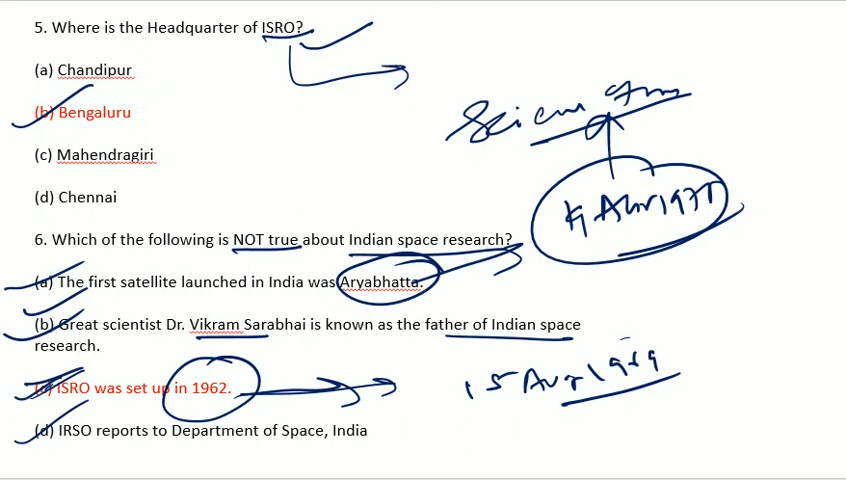 5. Where is the Headquarter of ISRO?
(a) Chandipur
(b) Bengaluru
(c) Mahendragiri
(d) Chennai
6. Which of the following is NOT true about Indian space research?
(a) The first satellite launched in India was Aryabhatta.
(b) Great scientist Dr. Vikram Sarabhai is known as the father of Indian space
research.
(c) ISRO was set up in 1962.
15 Aug 1969
(d) IRSO reports to Department of Space, India